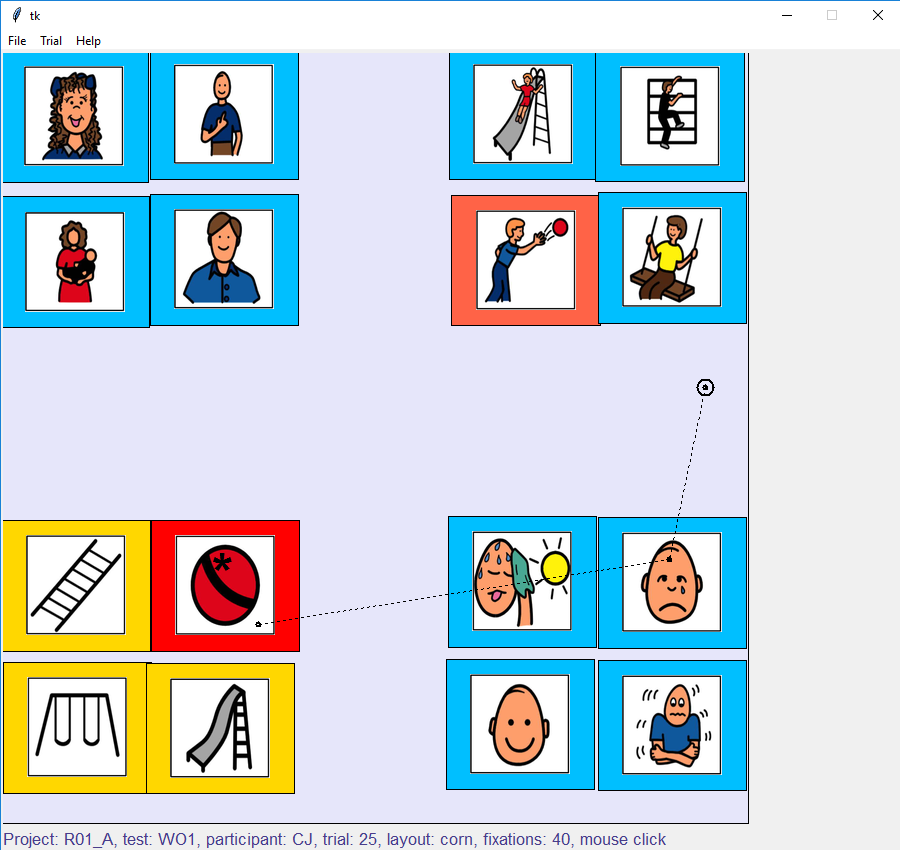 tk
File Trial Help
*
Project: R01_A, test: WO1, participant: CJ, trial: 25, layout: corn, fixations: 40, mouse click